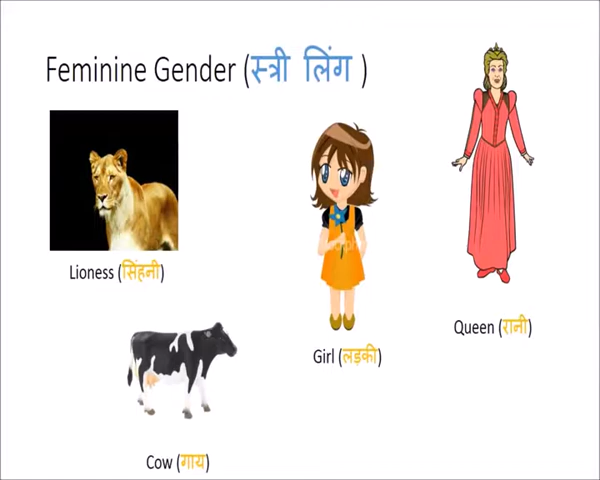 Feminine Gender (स्त्री लिंग )
Lioness (सिंहनी)
Girl (लड़की)
Queen (रानी)
Cow (गाय)